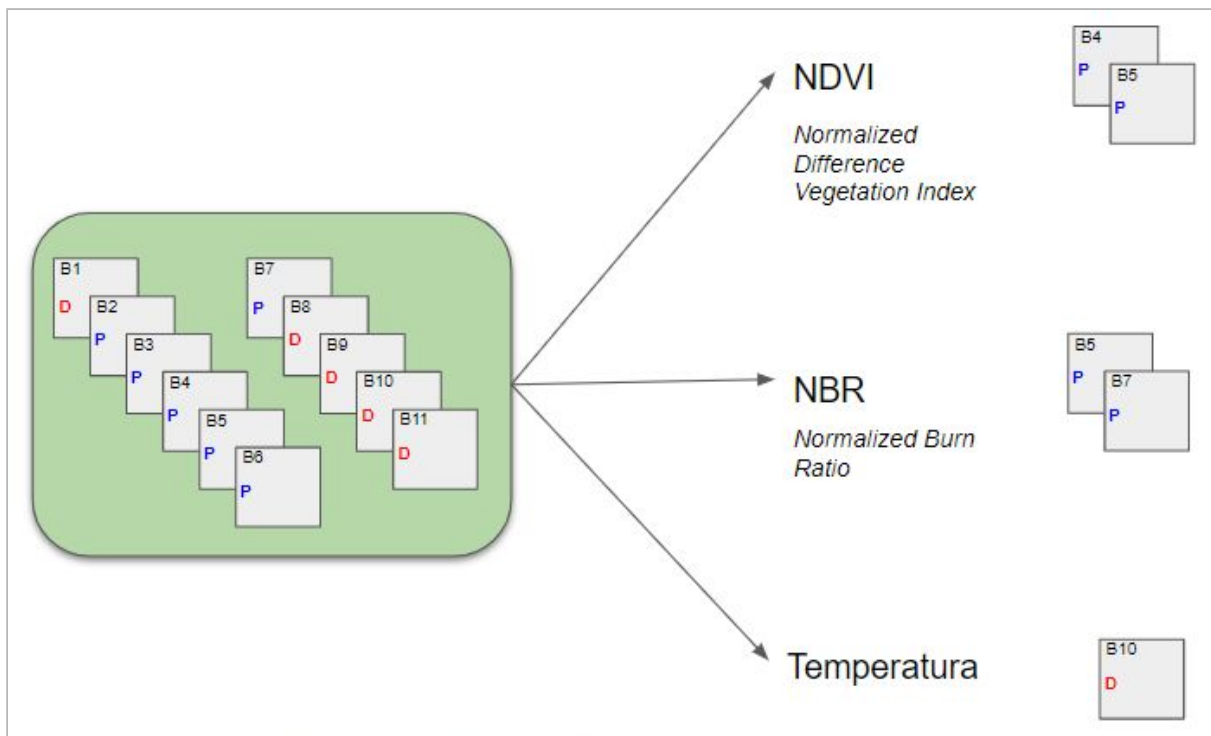 B1
D
B2
P
B3
P
B4
P
B5
P
B6
P
B7
P
B8
D
B9
D
B10
D
B11
D
NDVI
Normalized
Difference
Vegetation Index
B4
P
B5
P
NBR
Normalized Burn
Ratio
B5
P
B7
P
Temperatura
B10
D